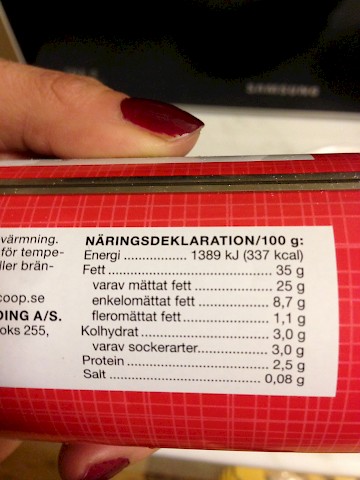 SAMSUNG
värmning.
för tempe-
ller brän-
coop.se
DING A/S.
oks 255,
NÄRINGSDEKLARATION/100 g:
Energi ............... 1389 kJ (337 kcal)
Fett ............... 35 g
varav mättat fett ............... 25 g
enkelomättat fett ............... 8,7 g
fleromättat fett ............... 1,1 g
Kolhydrat ............... 3,0 g
varav sockerarter ............... 3,0 g
Protein ............... 2,5 g
Salt ............... 0,08 g